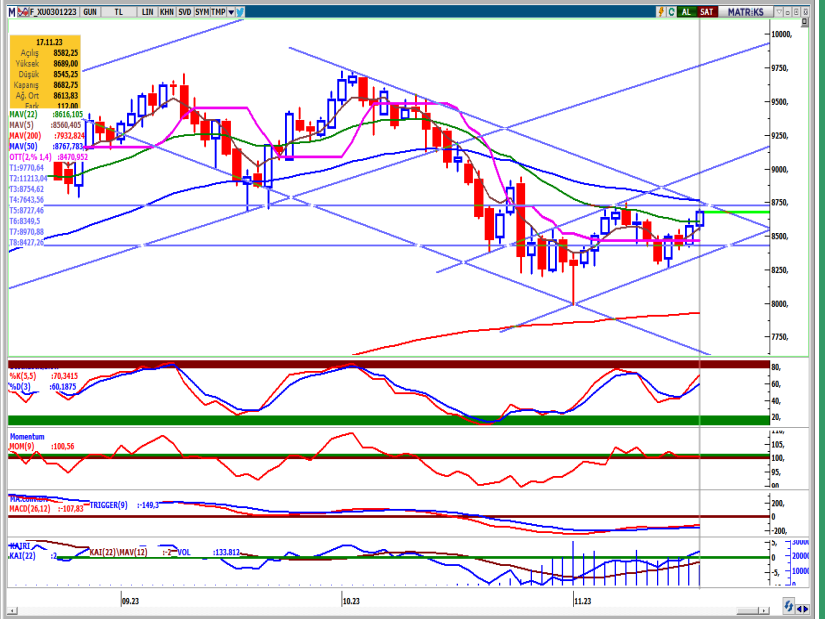 M F_XU0301223 GUN TL LIN KHN SVD SYM TMP AL SAT MATRİKS
17.11.23
Açılış 8582,25
Yüksek 8689,00
Düşük 8545,25
Kapanış 8682,75
Ağ. Ort 8613,83
Fark 112,00
MAV(22) :8616,105
MAV(5) :8560,405
MAV(200) :7932,824
MAV(50) :8767,783
OTT(2,% 1,4) :8470,952
T1:9770,64
T2:11213,04
T3:8754,62
T4:7643,56
T5:8727,46
T6:8349,5
T7:8970,88
T8:8427,26
10000,
9750,
9500,
9250,
9000,
8750,
8500,
8250,
8000,
7750,
%K(5,5) :70,3415
%D(3) :60,1875
80,
60,
40,
20,
Momentum
MOM(9) :100,56
105,
100,
95,
90
MACD(26,12) :-107,83
TRIGGER(9) :-149,3
200,
0
-200,
KAIRI
KAI(22) :2
KAI(22)\MAV(12) :-2
VOL :133.812
5,
0
-5,
30000
20000
10000
0
09.23
10.23
11.23